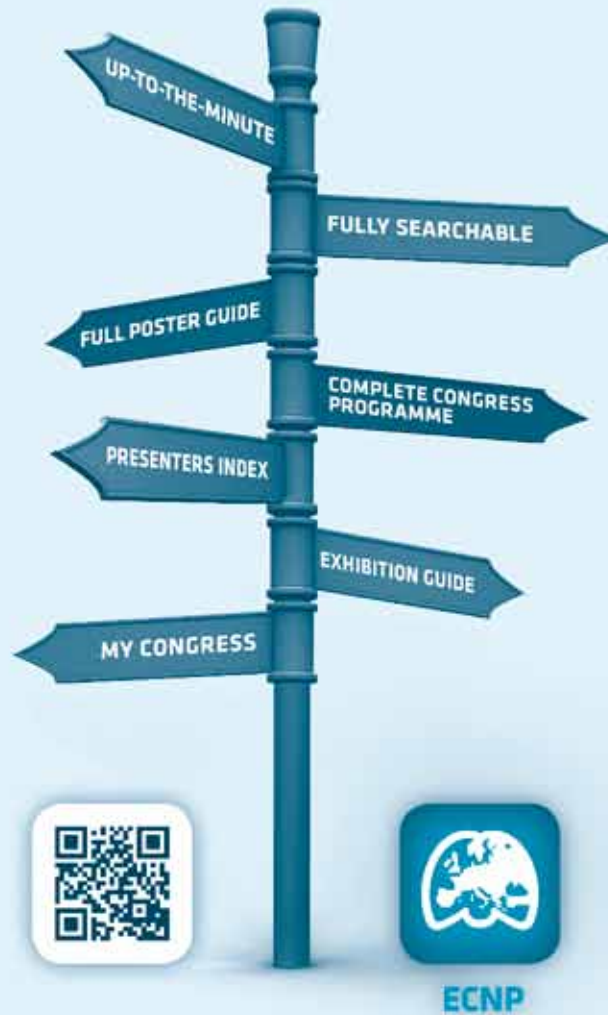 UP-TO-THE-MINUTE
FULLY SEARCHABLE
FULL POSTER GUIDE
COMPLETE CONGRESS
PROGRAMME
PRESENTERS INDEX
EXHIBITION GUIDE
MY CONGRESS
ECNP